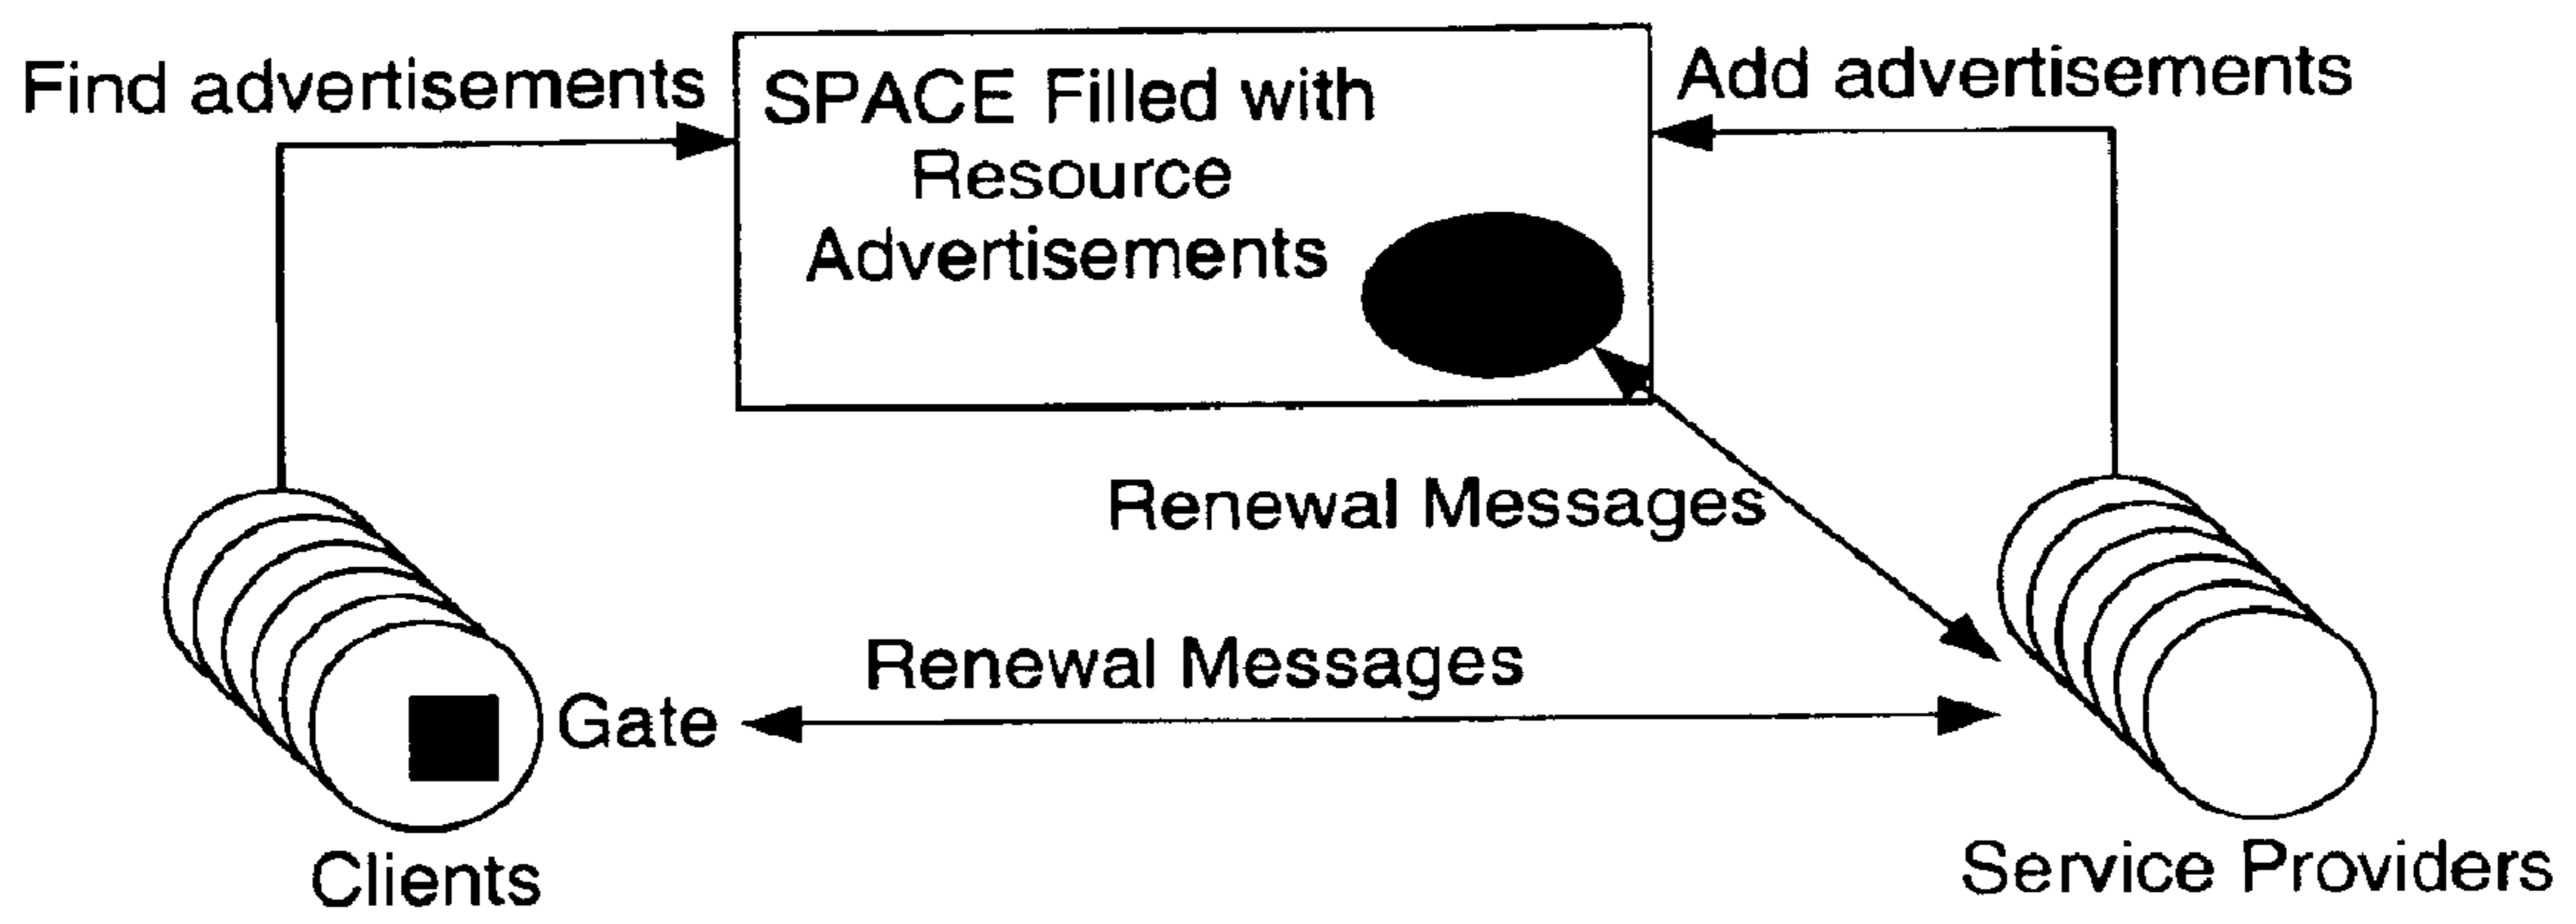 Find advertisements
SPACE Filled with
Resource
Advertisements
Add advertisements
Renewal Messages
Renewal Messages
Gate
Clients
Service Providers